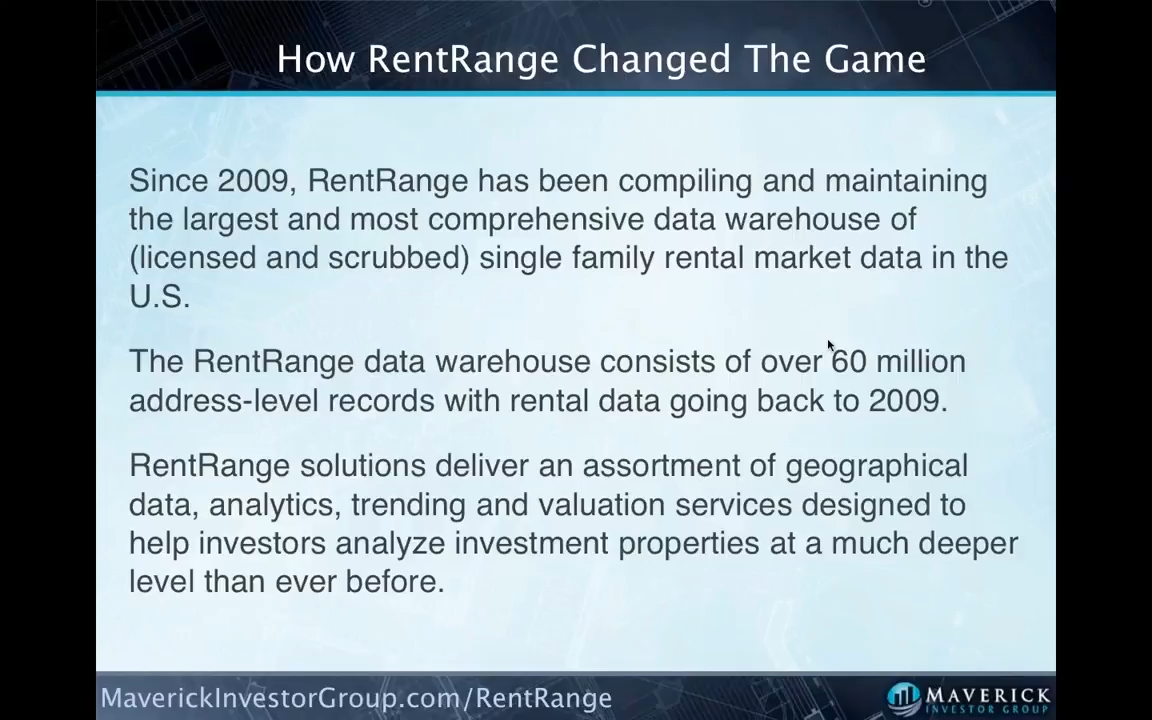 How RentRange Changed The Game
Since 2009, RentRange has been compiling and maintaining
the largest and most comprehensive data warehouse of
(licensed and scrubbed) single family rental market data in the
U.S.
The RentRange data warehouse consists of over 60 million
address-level records with rental data going back to 2009.
RentRange solutions deliver an assortment of geographical
data, analytics, trending and valuation services designed to
help investors analyze investment properties at a much deeper
level than ever before.
MaverickInvestorGroup.com/RentRange
MAVERICK
INVESTOR GROUP